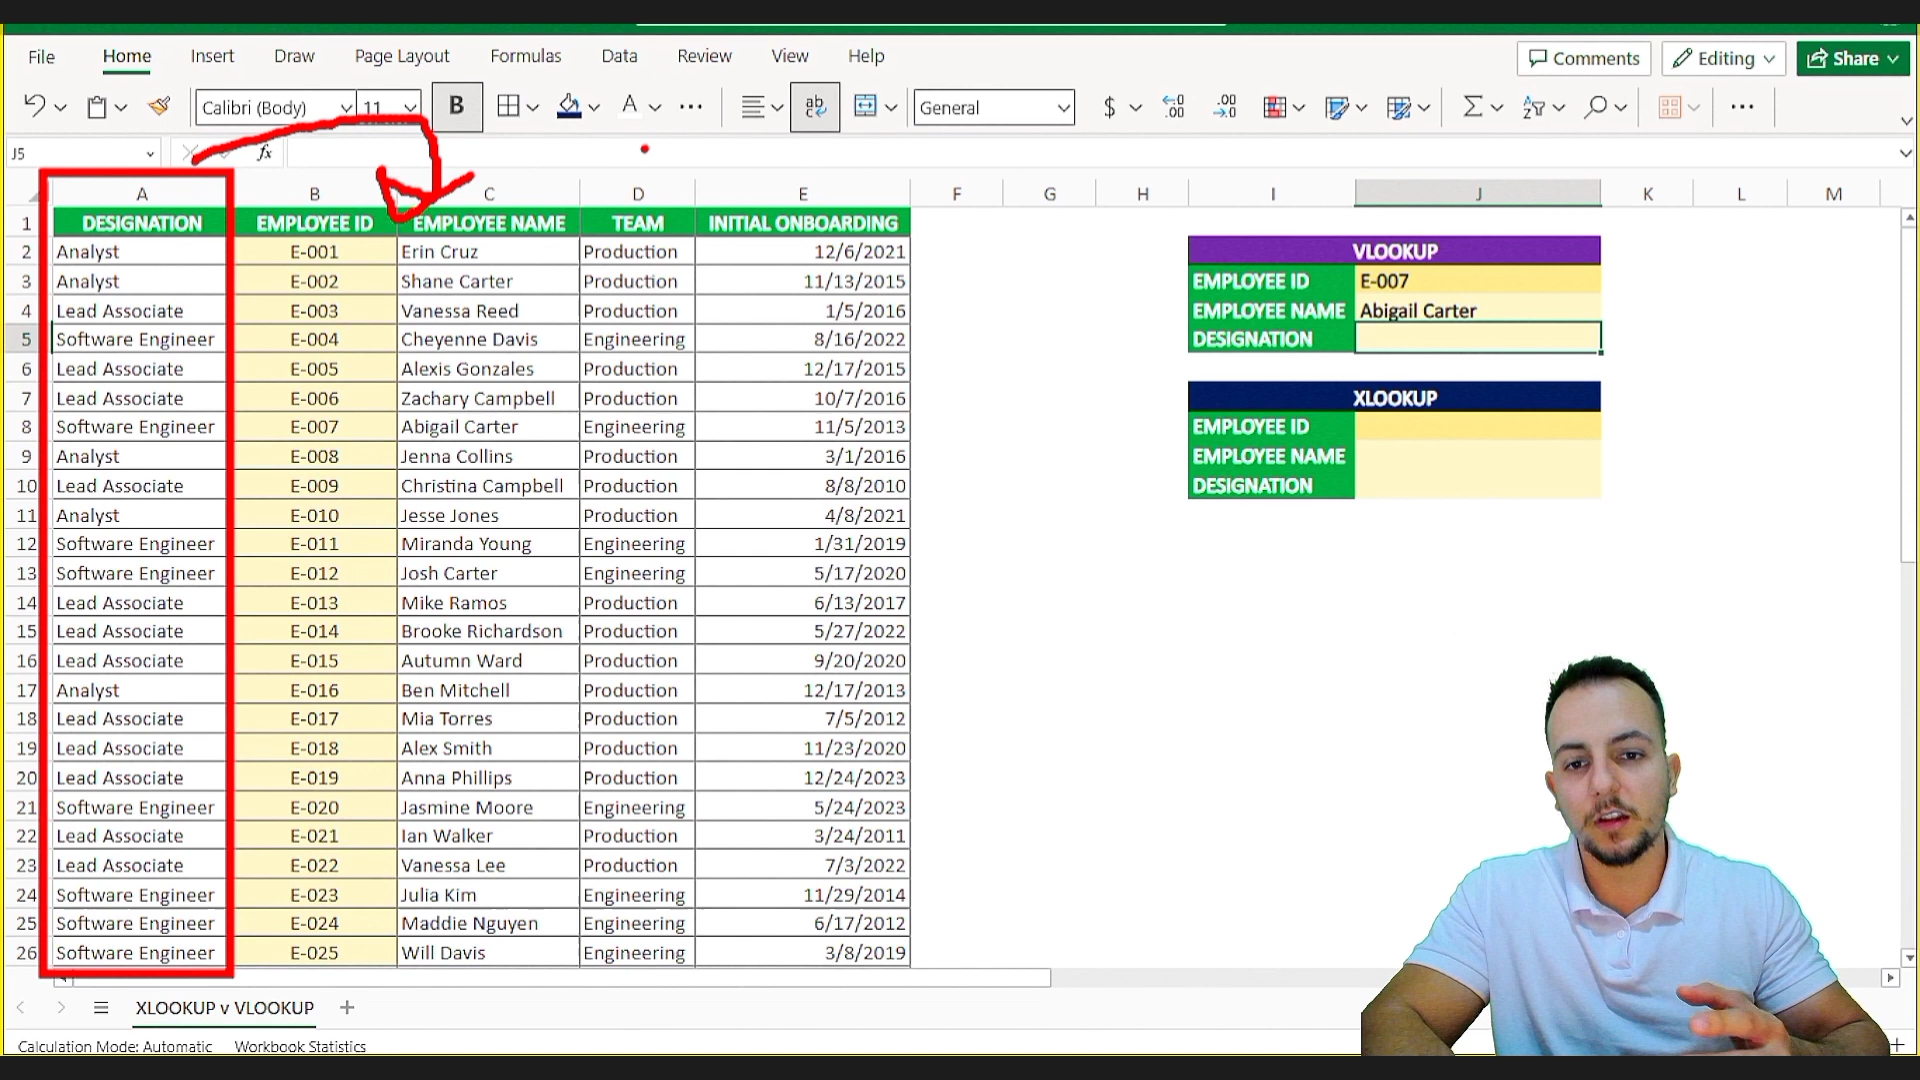 File Home Insert Draw Page Layout Formulas Data Review View Help Comments Editing Share
Calibri (Body) 11 B A ab General $ .00 .00
J5 fx
A B C D E F G H I J K L M
1 DESIGNATION EMPLOYEE ID EMPLOYEE NAME TEAM INITIAL ONBOARDING
2 Analyst E-001 Erin Cruz Production 12/6/2021 VLOOKUP
3 Analyst E-002 Shane Carter Production 11/13/2015 EMPLOYEE ID E-007
4 Lead Associate E-003 Vanessa Reed Production 1/5/2016 EMPLOYEE NAME Abigail Carter
5 Software Engineer E-004 Cheyenne Davis Engineering 8/16/2022 DESIGNATION
6 Lead Associate E-005 Alexis Gonzales Production 12/17/2015
7 Lead Associate E-006 Zachary Campbell Production 10/7/2016 XLOOKUP
8 Software Engineer E-007 Abigail Carter Engineering 11/5/2013 EMPLOYEE ID
9 Analyst E-008 Jenna Collins Production 3/1/2016 EMPLOYEE NAME
10 Lead Associate E-009 Christina Campbell Production 8/8/2010 DESIGNATION
11 Analyst E-010 Jesse Jones Production 4/8/2021
12 Software Engineer E-011 Miranda Young Engineering 1/31/2019
13 Software Engineer E-012 Josh Carter Engineering 5/17/2020
14 Lead Associate E-013 Mike Ramos Production 6/13/2017
15 Lead Associate E-014 Brooke Richardson Production 5/27/2022
16 Lead Associate E-015 Autumn Ward Production 9/20/2020
17 Analyst E-016 Ben Mitchell Production 12/17/2013
18 Lead Associate E-017 Mia Torres Production 7/5/2012
19 Lead Associate E-018 Alex Smith Production 11/23/2020
20 Lead Associate E-019 Anna Phillips Production 12/24/2023
21 Software Engineer E-020 Jasmine Moore Engineering 5/24/2023
22 Lead Associate E-021 Ian Walker Production 3/24/2011
23 Lead Associate E-022 Vanessa Lee Production 7/3/2022
24 Software Engineer E-023 Julia Kim Engineering 11/29/2014
25 Software Engineer E-024 Maddie Nguyen Engineering 6/17/2012
26 Software Engineer E-025 Will Davis Engineering 3/8/2019
XLOOKUP v VLOOKUP
Calculation Mode: Automatic Workbook Statistics